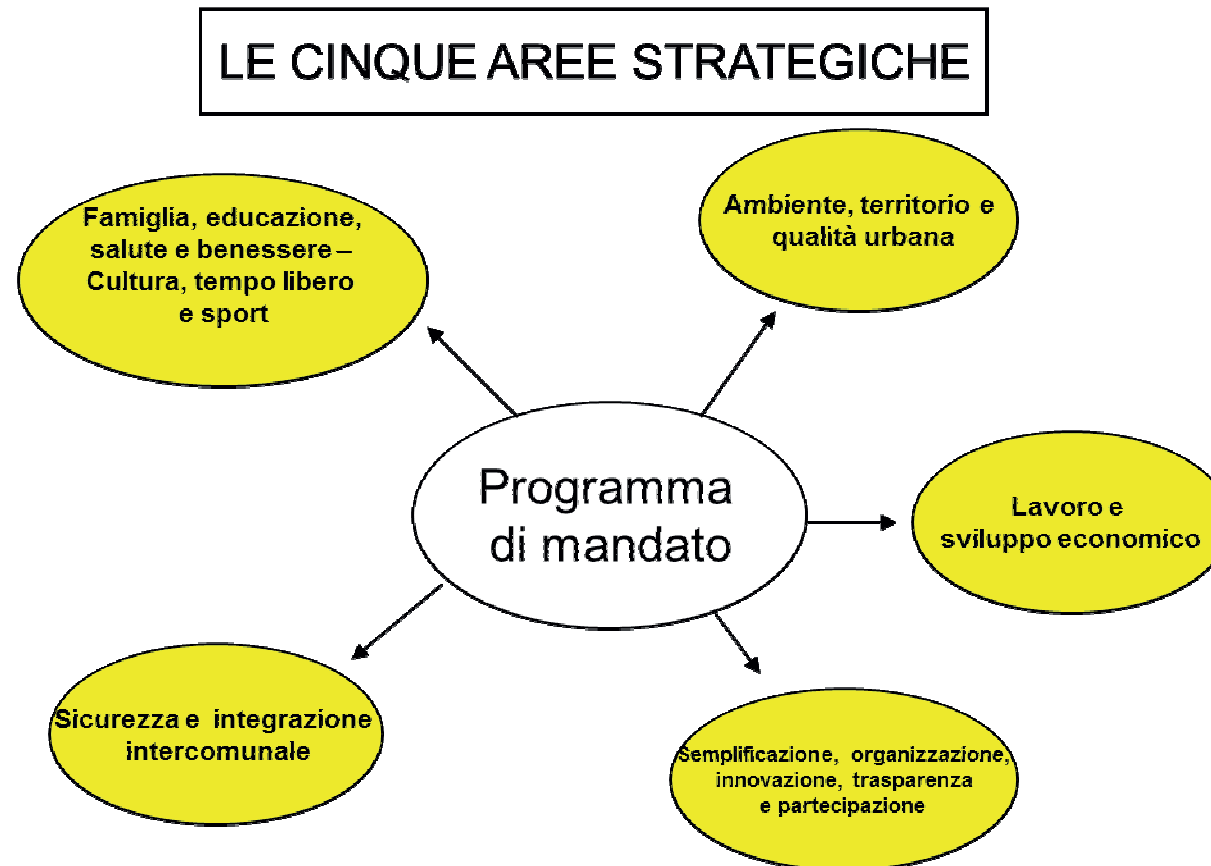 LE CINQUE AREE STRATEGICHE
Famiglia, educazione,
salute e benessere –
Cultura, tempo libero
e sport
Ambiente, territorio e
qualità urbana
Programma
di mandato
Lavoro e
sviluppo economico
Sicurezza e integrazione
intercomunale
Semplificazione, organizzazione,
innovazione, trasparenza
e partecipazione